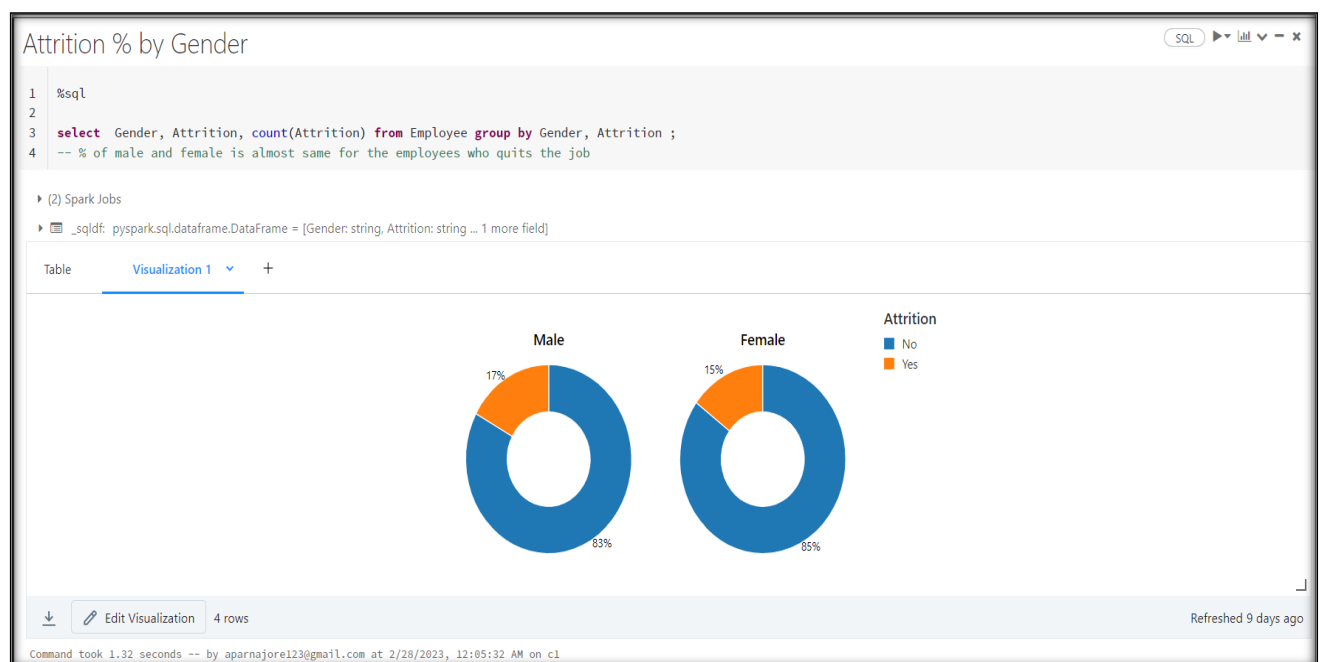 Attrition % by Gender
SQL
1 %sql
2
3 select Gender, Attrition, count(Attrition) from Employee group by Gender, Attrition ;
4 -- % of male and female is almost same for the employees who quits the job
(2) Spark Jobs
_sqldf: pyspark.sql.dataframe.DataFrame = [Gender: string, Attrition: string ... 1 more field]
Table Visualization 1 +
Attrition
No
Yes
Male Female
17% 15%
83% 85%
Edit Visualization 4 rows Refreshed 9 days ago
Command took 1.32 seconds -- by aparnajore123@gmail.com at 2/28/2023, 12:05:32 AM on c1